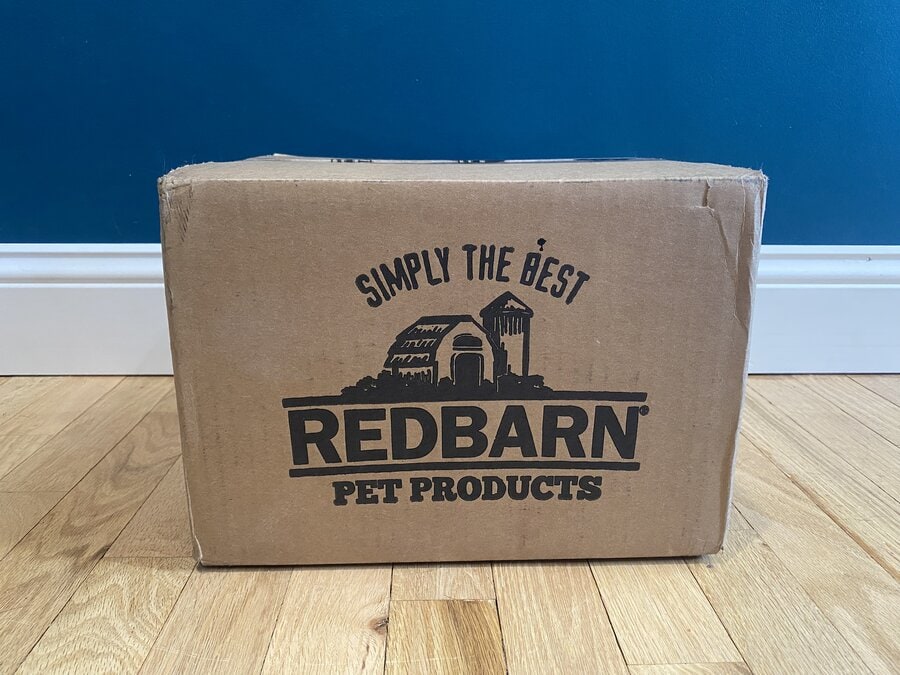 SIMPLY THE BEST
REDBARN®
PET PRODUCTS